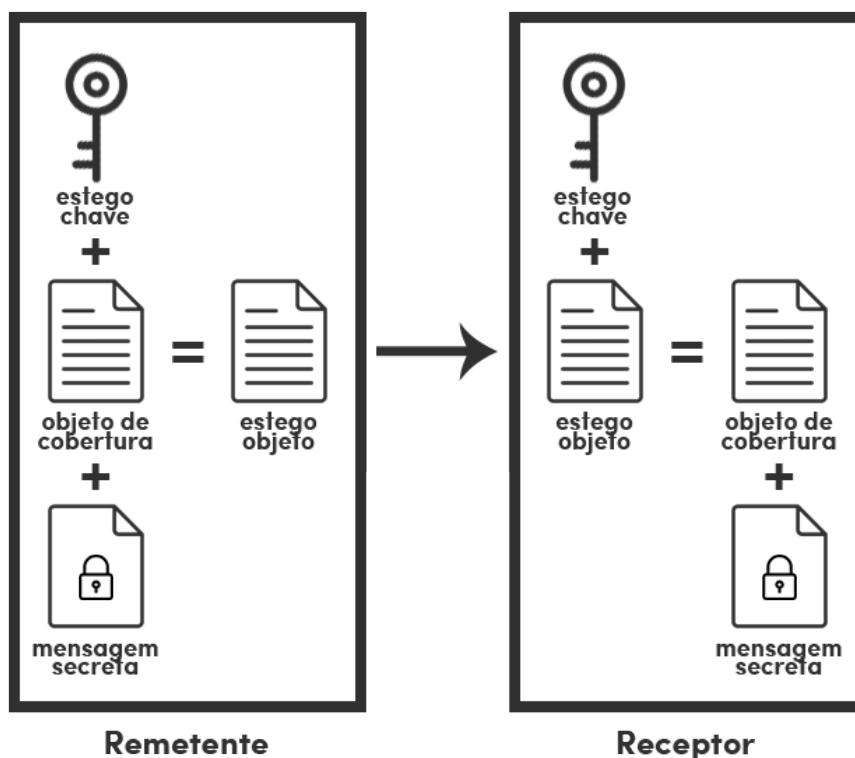 estego
chave
+
objeto de
cobertura
=
estego
objeto
+
mensagem
secreta
Remetente
estego
chave
+
estego
objeto
=
objeto de
cobertura
+
mensagem
secreta
Receptor